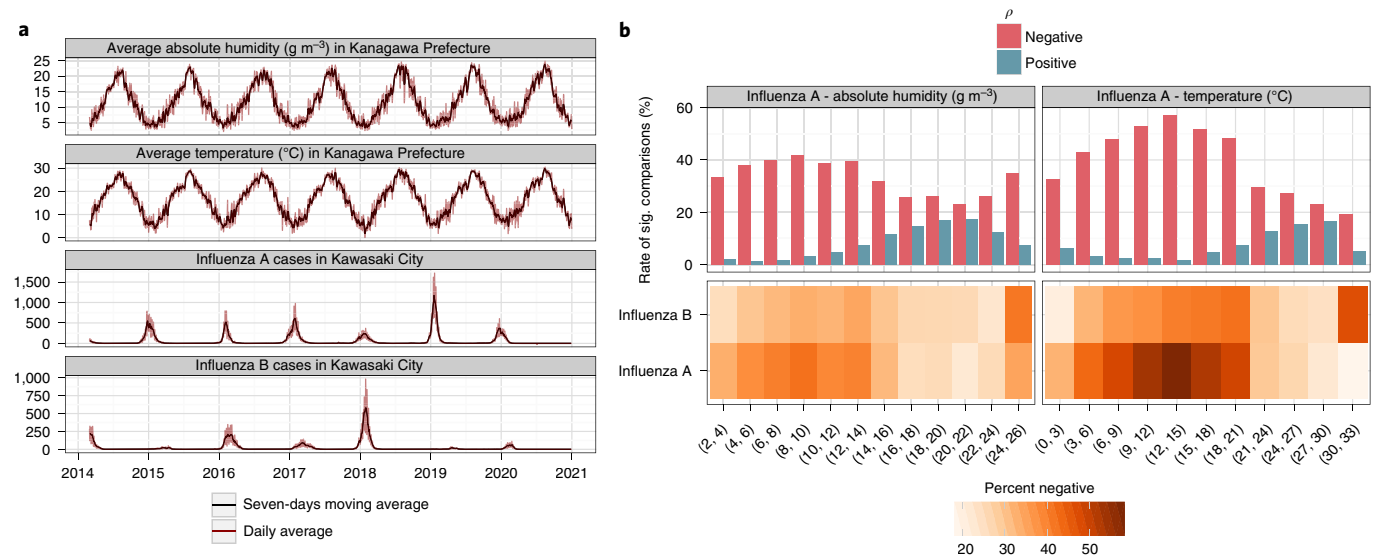 a
Average absolute humidity (g m⁻³) in Kanagawa Prefecture
25
20
15
10
5
Average temperature (°C) in Kanagawa Prefecture
30
20
10
0
Influenza A cases in Kawasaki City
1,500
1,000
500
0
Influenza B cases in Kawasaki City
1,000
750
500
250
0
2014 2015 2016 2017 2018 2019 2020 2021
Seven-days moving average
Daily average
b
ρ
Negative
Positive
Rate of sig. comparisons (%)
Influenza A - absolute humidity (g m⁻³) Influenza A - temperature (°C)
60
40
20
0
Influenza B
Influenza A
(2, 4) (4, 6) (6, 8) (8, 10) (10, 12) (12, 14) (14, 16) (16, 18) (18, 20) (20, 22) (22, 24) (24, 26) (0, 3) (3, 6) (6, 9) (9, 12) (12, 15) (15, 18) (18, 21) (21, 24) (24, 27) (27, 30) (30, 33)
Percent negative
20 30 40 50